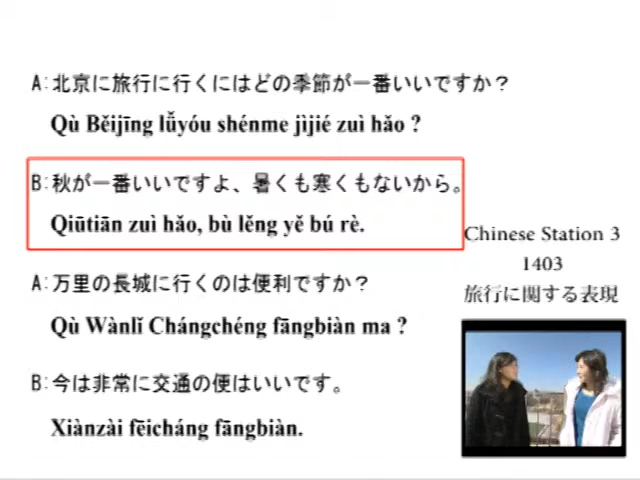 A:北京に旅行に行くにはどの季節が一番いいですか？
Qù Běijīng lǚyóu shénme jìjié zuì hǎo ?
B:秋が一番いいですよ、暑くも寒くもないから。
Qiūtiān zuì hǎo, bù lěng yě bú rè.
Chinese Station 3
1403
旅行に関する表現
A:万里の長城に行くのは便利ですか？
Qù Wànlǐ Chángchéng fāngbiàn ma ?
B:今は非常に交通の便はいいです。
Xiànzài fēicháng fāngbiàn.